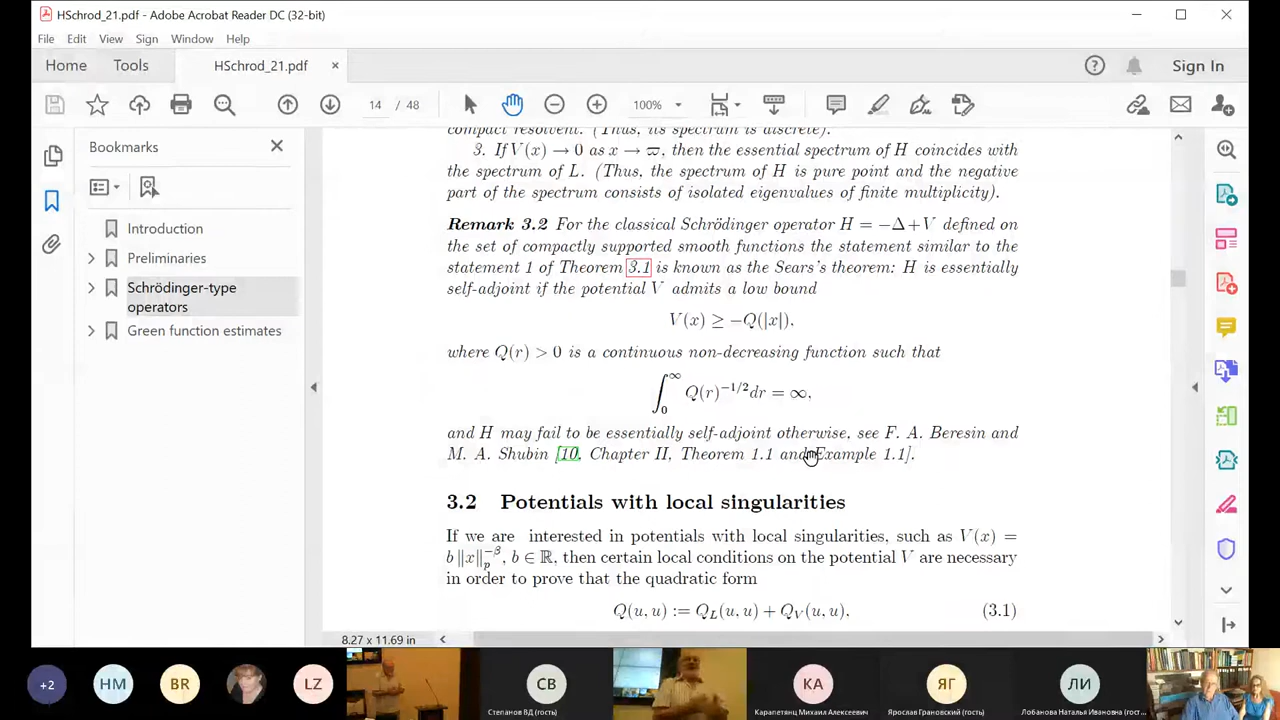 HSchrod_21.pdf - Adobe Acrobat Reader DC (32-bit)
File Edit View Sign Window Help
Home Tools HSchrod_21.pdf × Sign In
14 / 48 100%
Bookmarks
Introduction
Preliminaries
Schrödinger-type
operators
Green function estimates
compact resolvent. (Thus, its spectrum is discrete).
3. If V(x) → 0 as x → ϖ, then the essential spectrum of H coincides with
the spectrum of L. (Thus, the spectrum of H is pure point and the negative
part of the spectrum consists of isolated eigenvalues of finite multiplicity).
Remark 3.2 For the classical Schrödinger operator H = −Δ + V defined on
the set of compactly supported smooth functions the statement similar to the
statement 1 of Theorem 3.1 is known as the Sears's theorem: H is essentially
self-adjoint if the potential V admits a low bound
V(x) ≥ −Q(|x|),
where Q(r) > 0 is a continuous non-decreasing function such that
∫₀^∞ Q(r)^{−1/2} dr = ∞,
and H may fail to be essentially self-adjoint otherwise, see F. A. Beresin and
M. A. Shubin [10, Chapter II, Theorem 1.1 and Example 1.1].
3.2 Potentials with local singularities
If we are interested in potentials with local singularities, such as V(x) =
b ‖x‖_p^{−β}, b ∈ ℝ, then certain local conditions on the potential V are necessary
in order to prove that the quadratic form
Q(u, u) := Q_L(u, u) + Q_V(u, u), (3.1)
8.27 x 11.69 in
+2 HM BR LZ СВ КА ЯГ ЛИ
Степанов ВД (гость) Карапетянц Михаил Алексеевич Ярослав Грановский (гость) Лобанова Наталья Ивановна (гост...